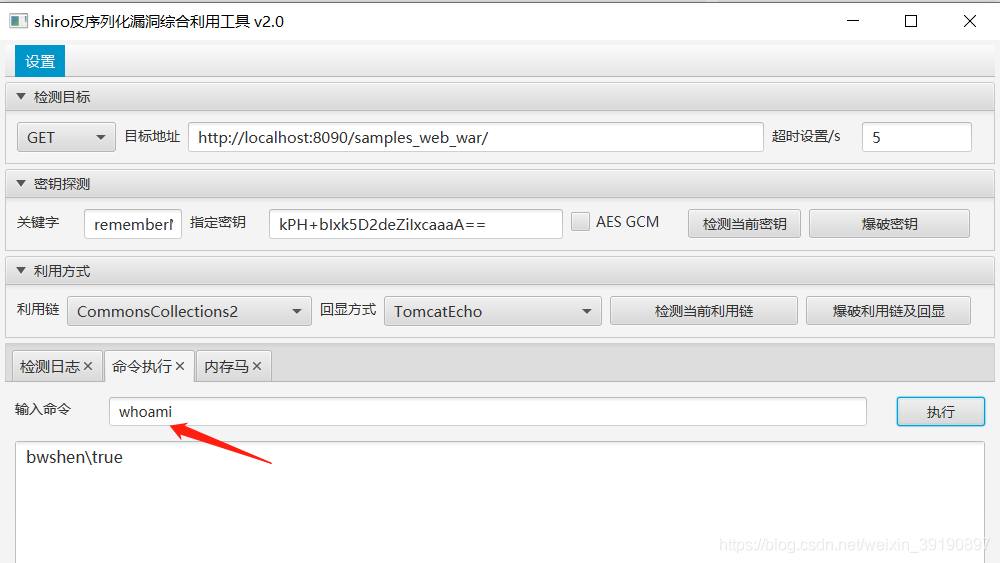 shiro反序列化漏洞综合利用工具 v2.0
设置
检测目标
GET 目标地址 http://localhost:8090/samples_web_war/ 超时设置/s 5
密钥探测
关键字 rememberM 指定密钥 kPH+bIxk5D2deZiIxcaaaA== AES GCM 检测当前密钥 爆破密钥
利用方式
利用链 CommonsCollections2 回显方式 TomcatEcho 检测当前利用链 爆破利用链及回显
检测日志 命令执行 内存马
输入命令 whoami 执行
bwshen\true
https://blog.csdn.net/weixin_39190897